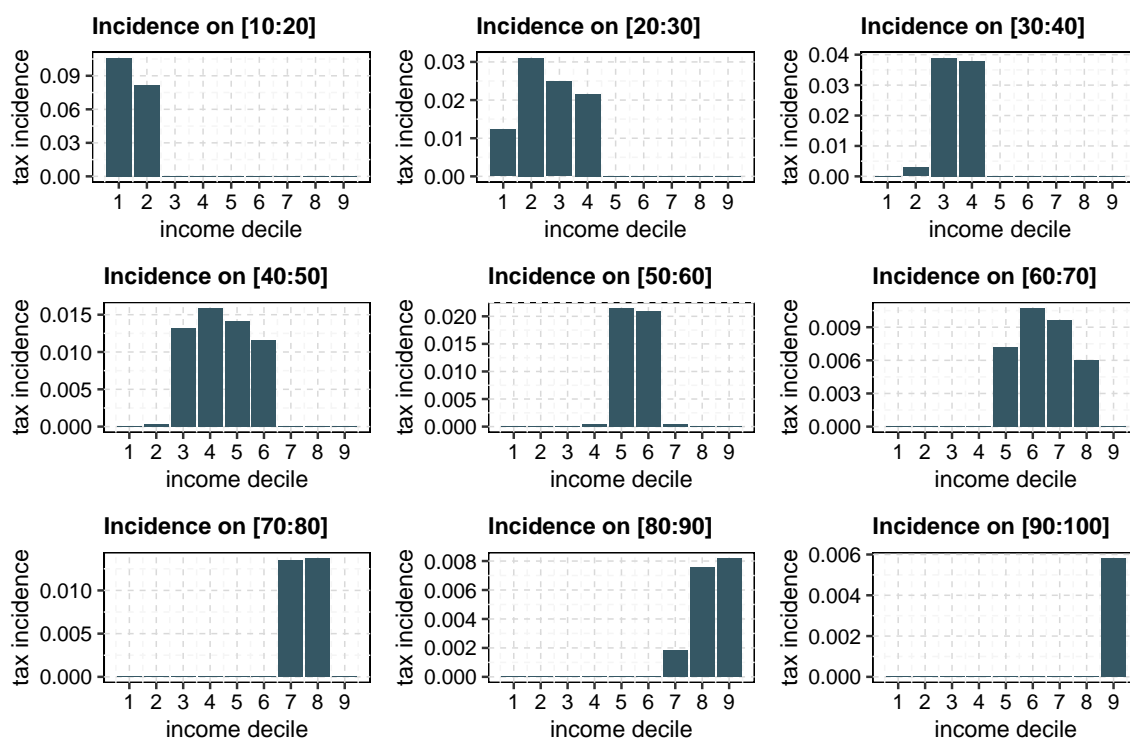 Incidence on [10:20]
tax incidence
0.09
0.06
0.03
0.00
1 2 3 4 5 6 7 8 9
income decile
Incidence on [20:30]
tax incidence
0.03
0.02
0.01
0.00
1 2 3 4 5 6 7 8 9
income decile
Incidence on [30:40]
tax incidence
0.04
0.03
0.02
0.01
0.00
1 2 3 4 5 6 7 8 9
income decile
Incidence on [40:50]
tax incidence
0.015
0.010
0.005
0.000
1 2 3 4 5 6 7 8 9
income decile
Incidence on [50:60]
tax incidence
0.020
0.015
0.010
0.005
0.000
1 2 3 4 5 6 7 8 9
income decile
Incidence on [60:70]
tax incidence
0.009
0.006
0.003
0.000
1 2 3 4 5 6 7 8 9
income decile
Incidence on [70:80]
tax incidence
0.010
0.005
0.000
1 2 3 4 5 6 7 8 9
income decile
Incidence on [80:90]
tax incidence
0.008
0.006
0.004
0.002
0.000
1 2 3 4 5 6 7 8 9
income decile
Incidence on [90:100]
tax incidence
0.006
0.004
0.002
0.000
1 2 3 4 5 6 7 8 9
income decile